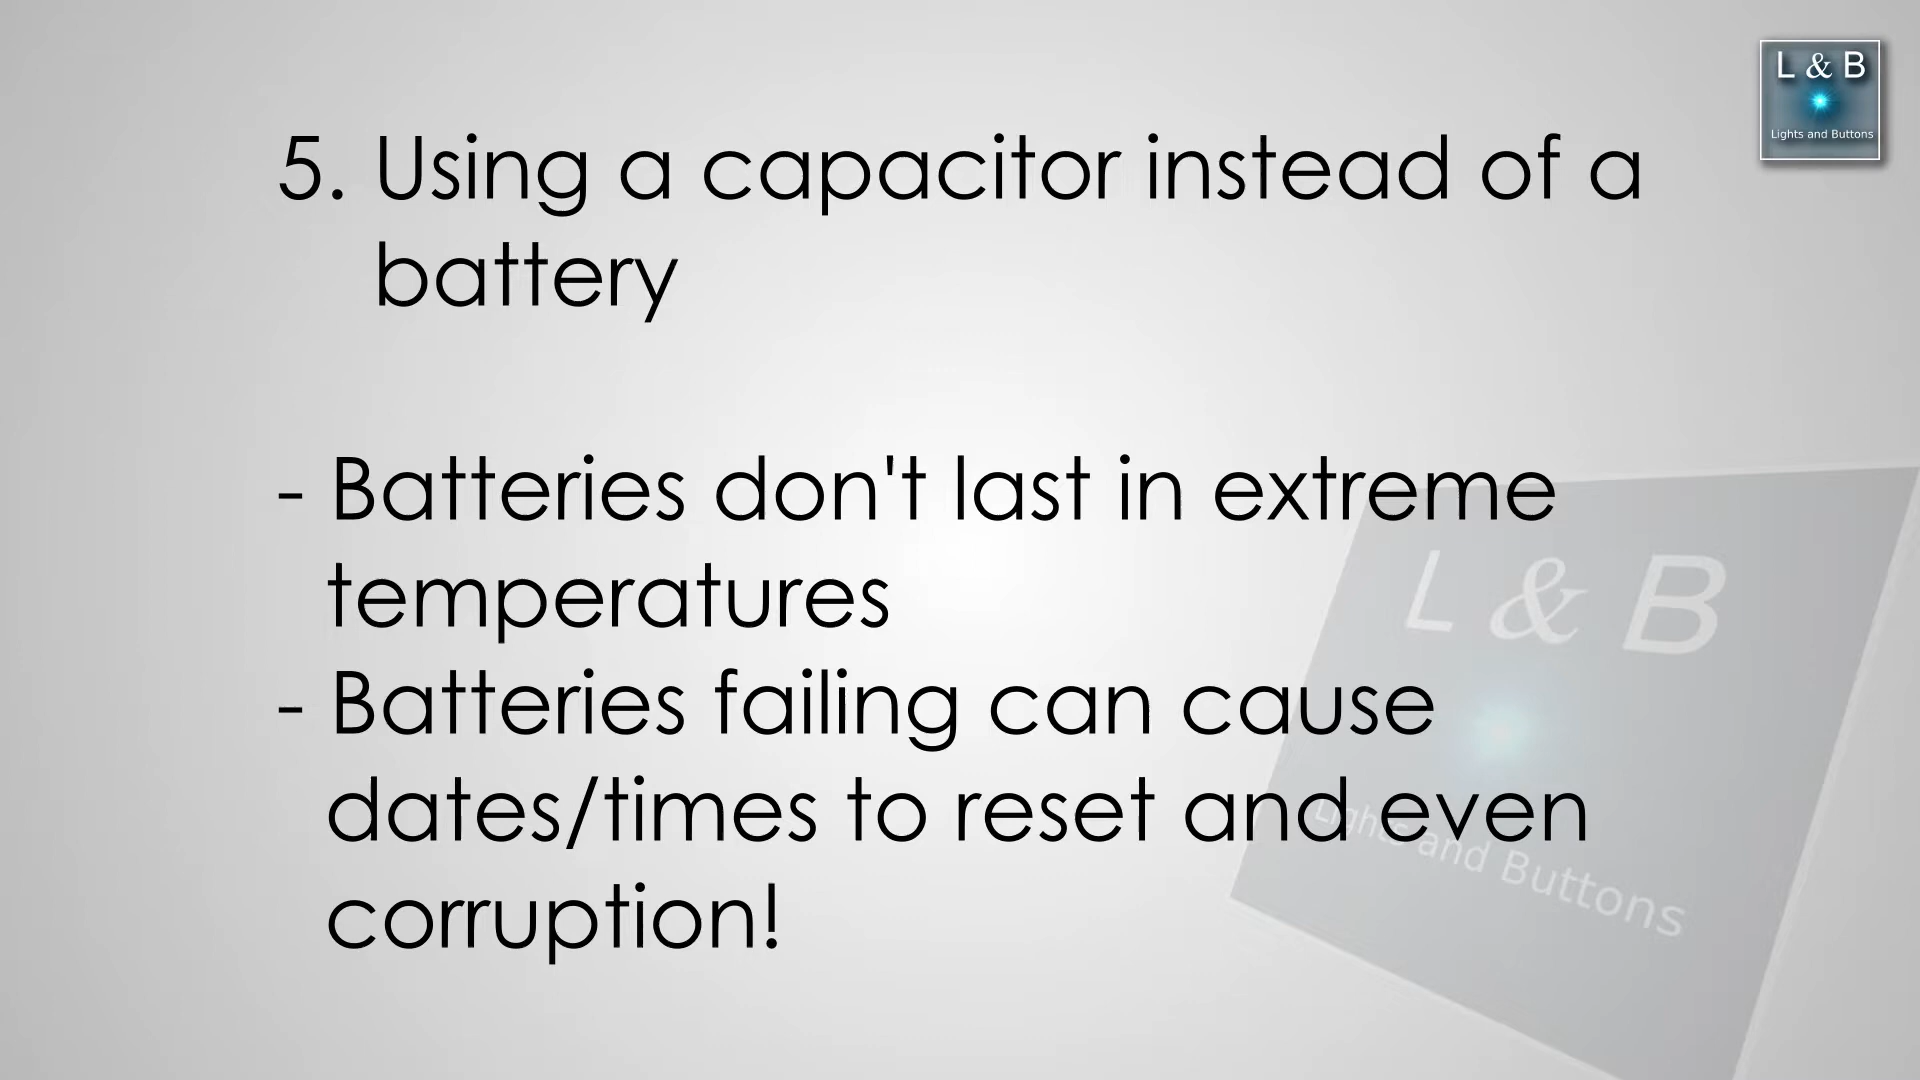 L & B
Lights and Buttons
5. Using a capacitor instead of a
battery
- Batteries don't last in extreme
temperatures
- Batteries failing can cause
dates/times to reset and even
corruption!
L & B
Lights and Buttons